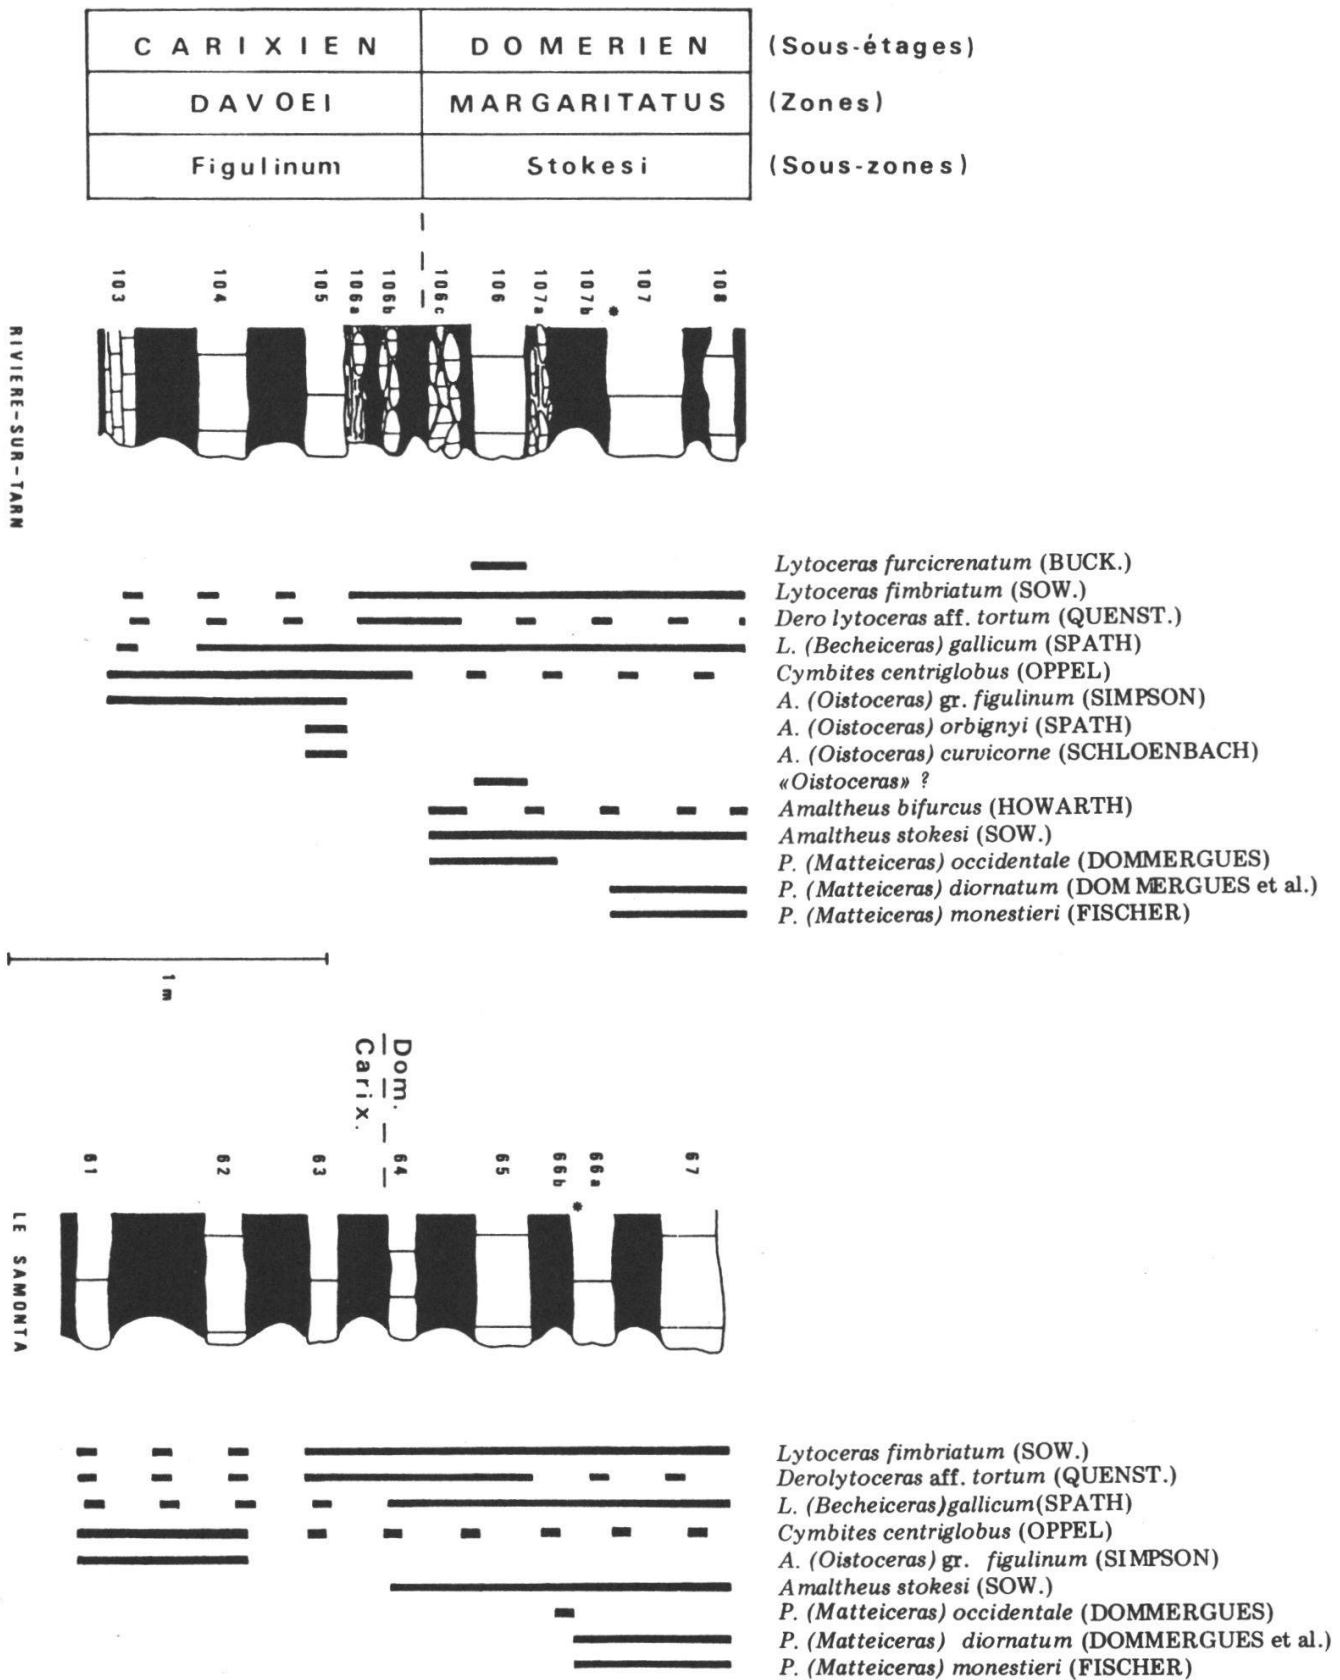 CARIXIEN DOMERIEN (Sous-étages)
DAVOEI MARGARITATUS (Zones)
Figulinum Stokesi (Sous-zones)
103 104 105 106a 106b 106c 106 107a 107b * 107 108
RIVIERE-SUR-TARN
Lytoceras furcicrenatum (BUCK.)
Lytoceras fimbriatum (SOW.)
Dero lytoceras aff. tortum (QUENST.)
L. (Becheiceras) gallicum (SPATH)
Cymbites centriglobus (OPPEL)
A. (Oistoceras) gr. figulinum (SIMPSON)
A. (Oistoceras) orbignyi (SPATH)
A. (Oistoceras) curvicorne (SCHLOENBACH)
«Oistoceras» ?
Amaltheus bifurcus (HOWARTH)
Amaltheus stokesi (SOW.)
P. (Matteiceras) occidentale (DOMMERGUES)
P. (Matteiceras) diornatum (DOMMERGUES et al.)
P. (Matteiceras) monestieri (FISCHER)
1 m
Dom.
Carix.
61 62 63 64 65 66b * 66a 67
LE SAMONTA
Lytoceras fimbriatum (SOW.)
Derolytoceras aff. tortum (QUENST.)
L. (Becheiceras)gallicum(SPATH)
Cymbites centriglobus (OPPEL)
A. (Oistoceras) gr. figulinum (SIMPSON)
Amaltheus stokesi (SOW.)
P. (Matteiceras) occidentale (DOMMERGUES)
P. (Matteiceras) diornatum (DOMMERGUES et al.)
P. (Matteiceras) monestieri (FISCHER)